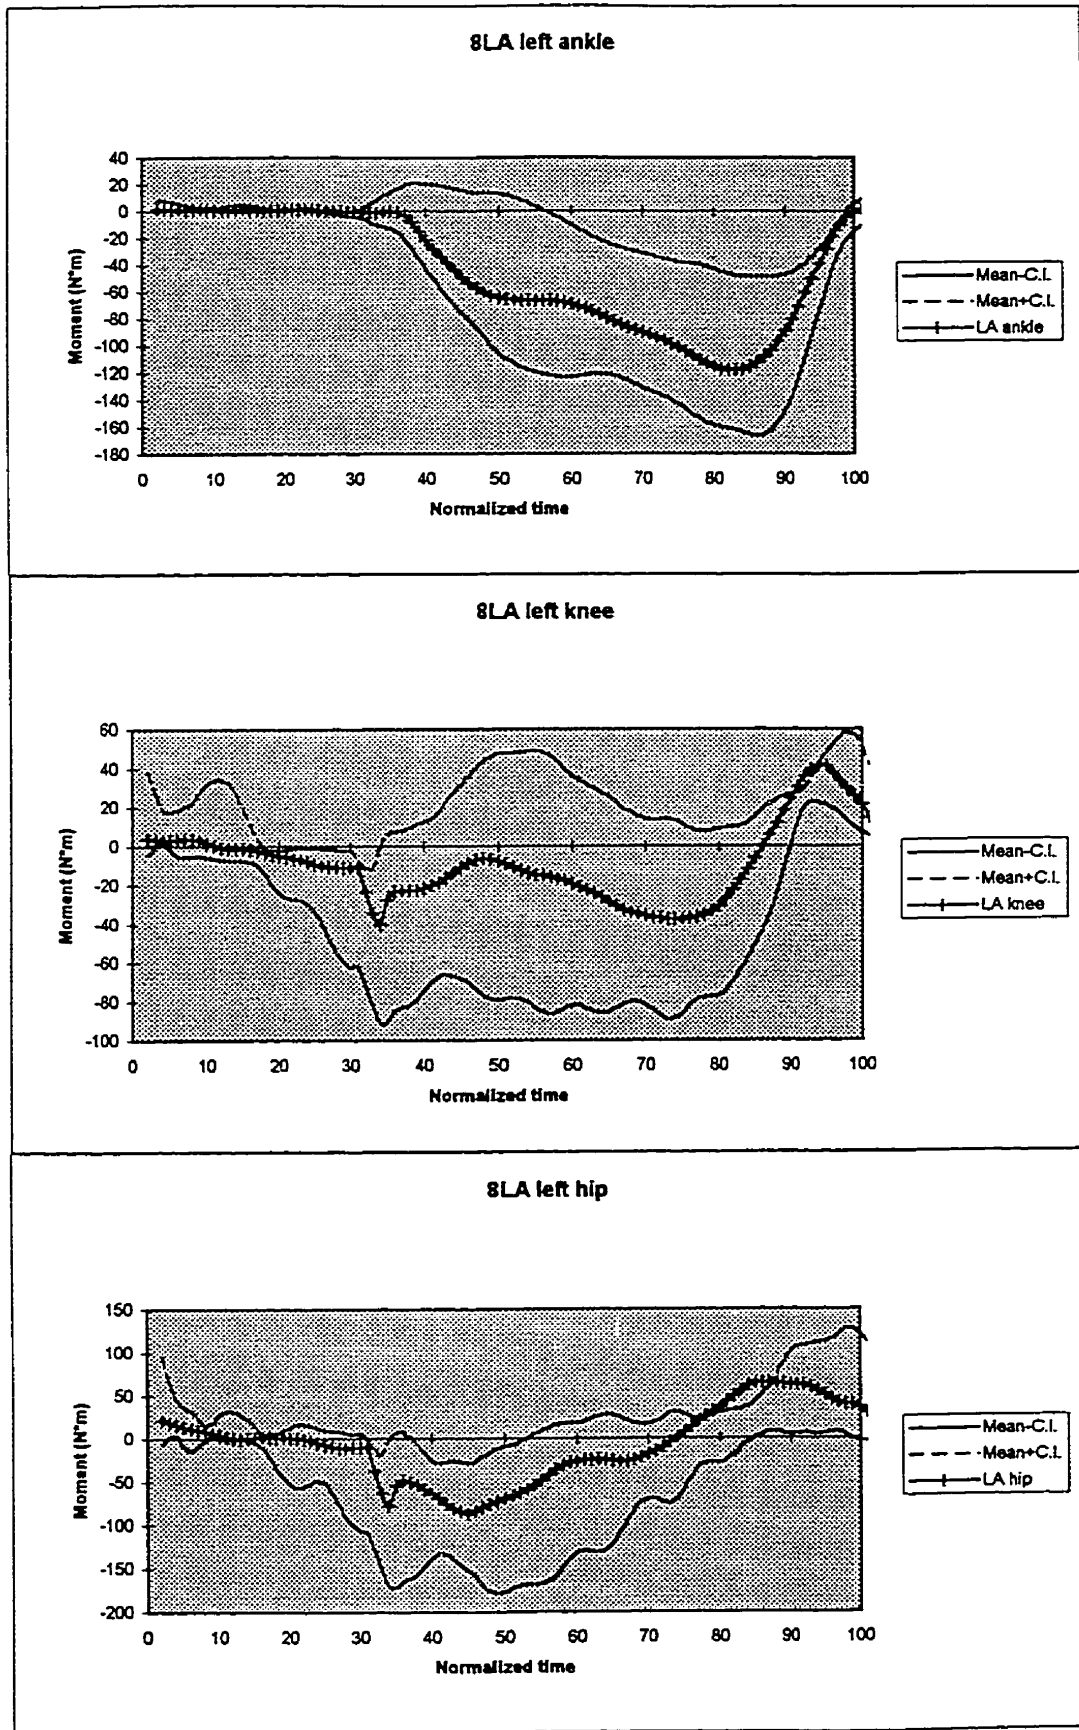 8LA left ankle
40
20
0
-20
-40
-60
-80
-100
-120
-140
-160
-180
Moment (N*m)
0 10 20 30 40 50 60 70 80 90 100
Normalized time
Mean-C.I.
Mean+C.I.
LA ankle
8LA left knee
60
40
20
0
-20
-40
-60
-80
-100
Moment (N*m)
0 10 20 30 40 50 60 70 80 90 100
Normalized time
Mean-C.I.
Mean+C.I.
LA knee
8LA left hip
150
100
50
0
-50
-100
-150
-200
Moment (N*m)
0 10 20 30 40 50 60 70 80 90 100
Normalized time
Mean-C.I.
Mean+C.I.
LA hip